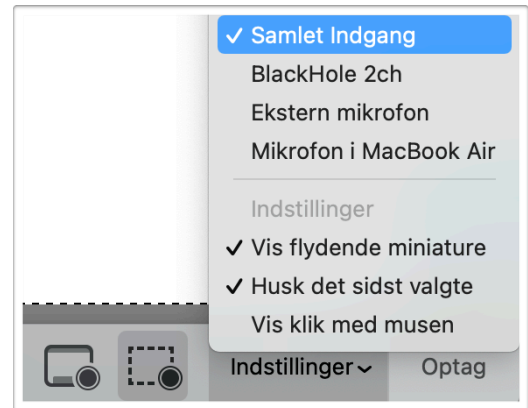 ✓ Samlet Indgang
BlackHole 2ch
Ekstern mikrofon
Mikrofon i MacBook Air
Indstillinger
✓ Vis flydende miniature
✓ Husk det sidst valgte
Vis klik med musen
Indstillinger
Optag